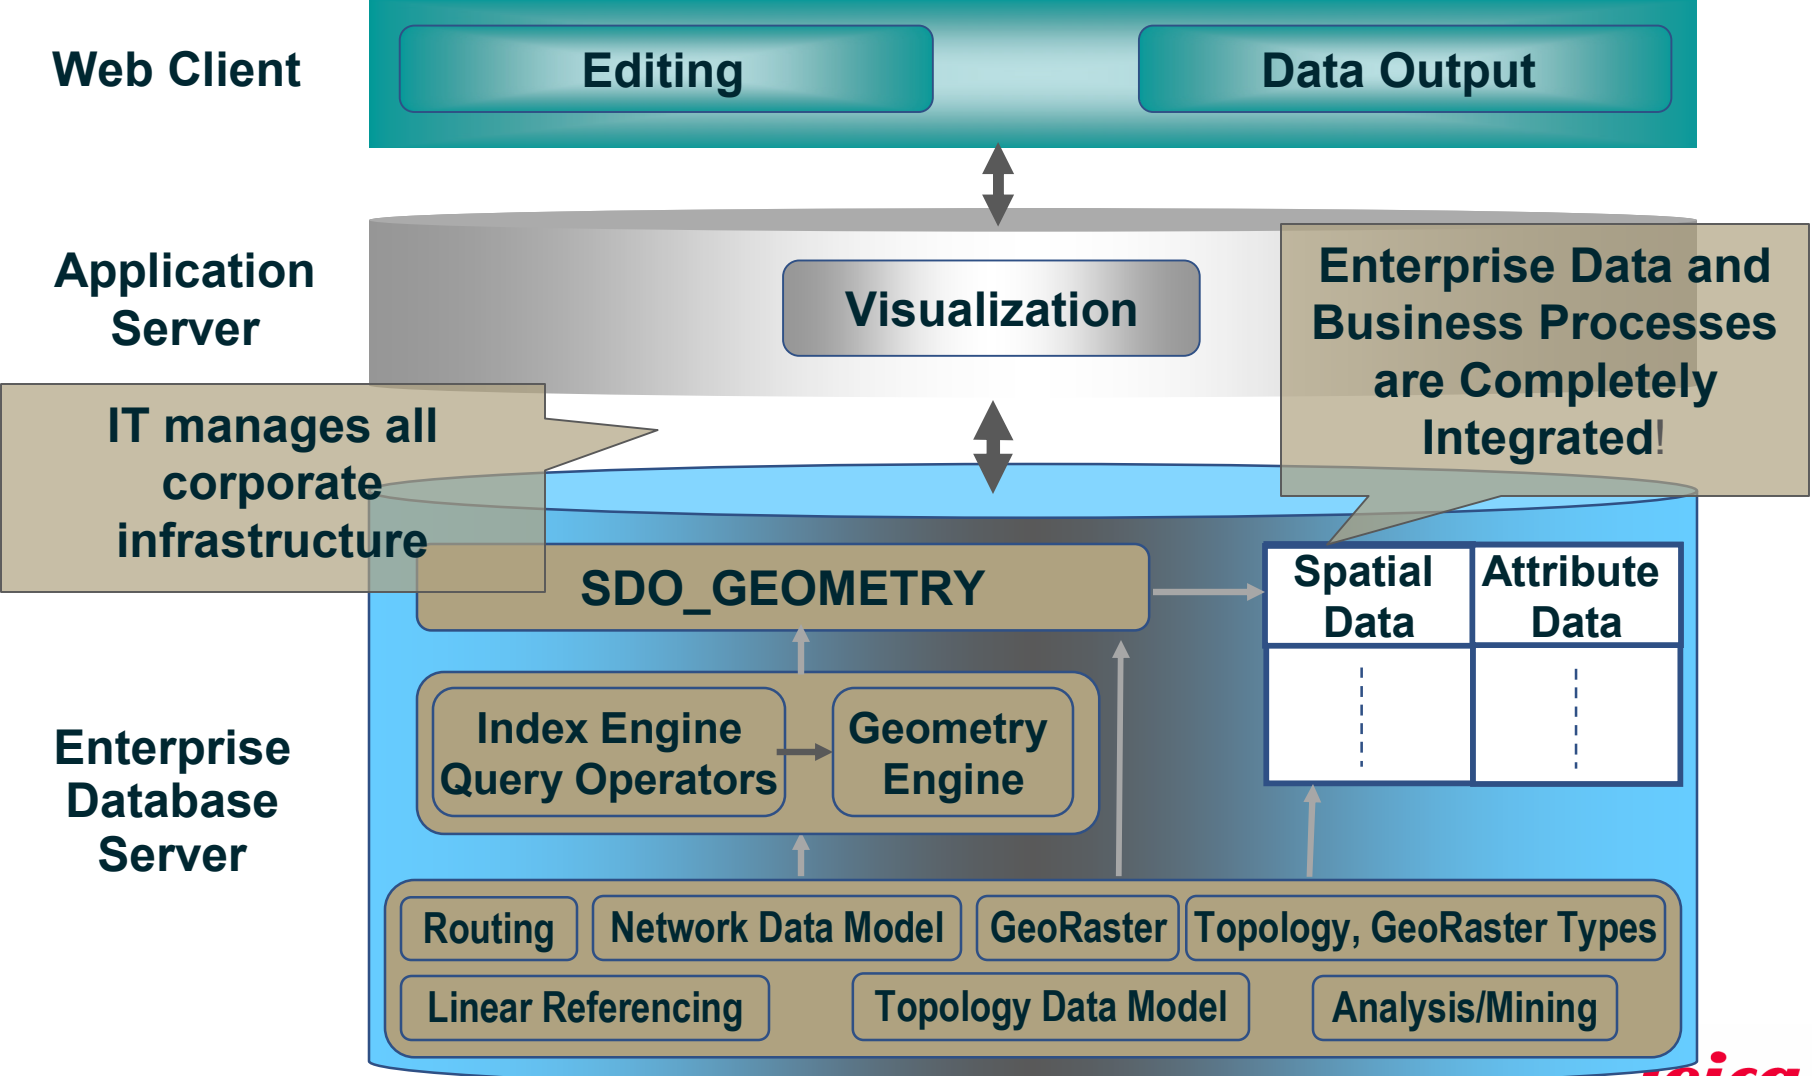 Web Client
Editing
Data Output
Application
Server
Visualization
Enterprise Data and
Business Processes
are Completely
Integrated!
IT manages all
corporate
infrastructure
SDO_GEOMETRY
Spatial
Data
Attribute
Data
Enterprise
Database
Server
Index Engine
Query Operators
Geometry
Engine
Routing
Network Data Model
GeoRaster
Topology, GeoRaster Types
Linear Referencing
Topology Data Model
Analysis/Mining